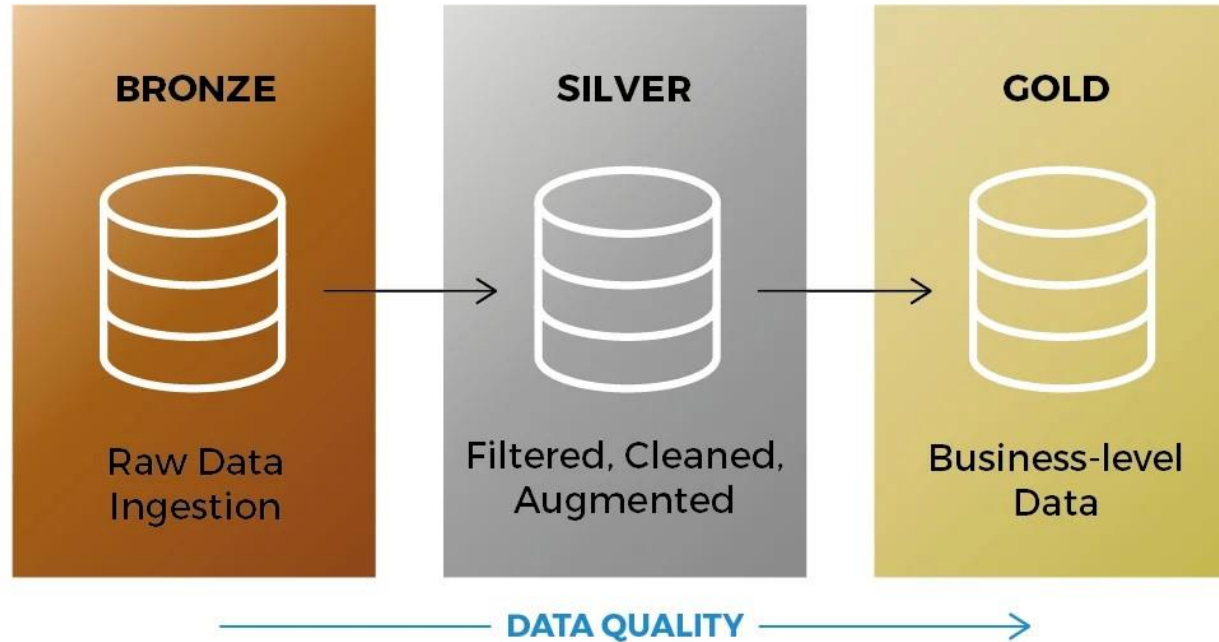 BRONZE
SILVER
GOLD
Raw Data
Ingestion
Filtered, Cleaned,
Augmented
Business-level
Data
DATA QUALITY